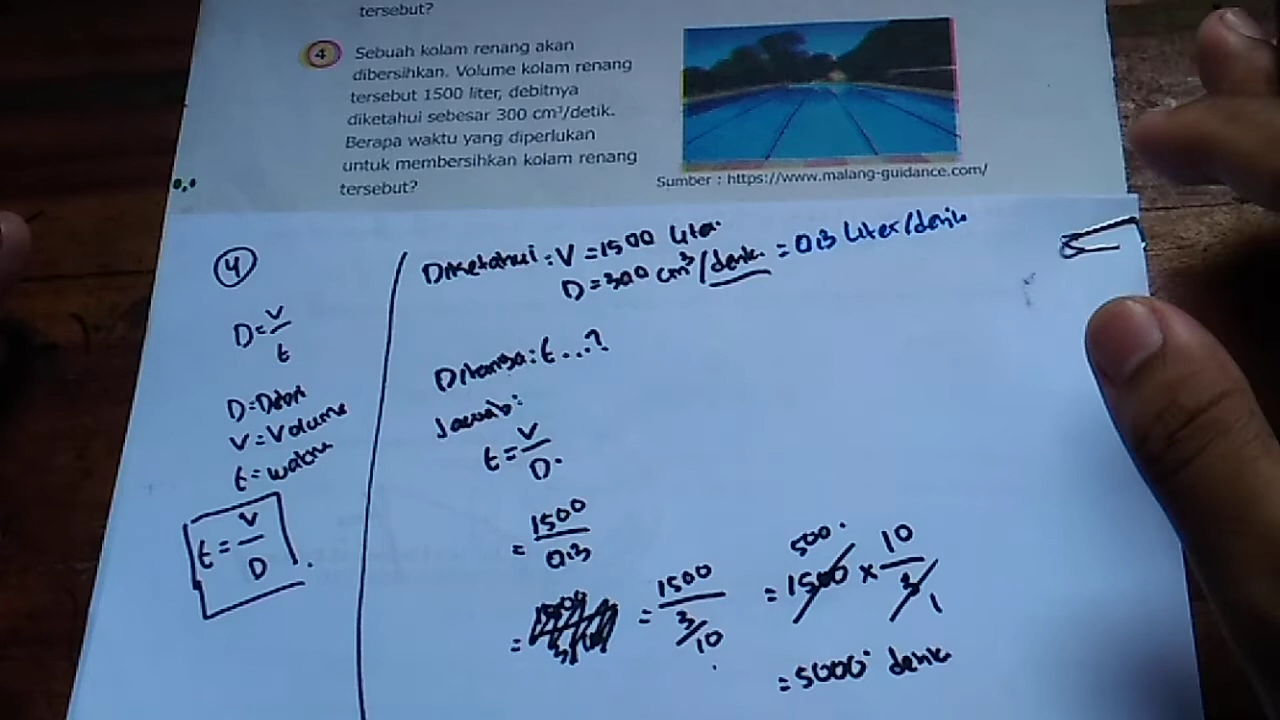 tersebut?
4 Sebuah kolam renang akan
dibersihkan. Volume kolam renang
tersebut 1500 liter, debitnya
diketahui sebesar 300 cm³/detik.
Berapa waktu yang diperlukan
untuk membersihkan kolam renang
tersebut?
Sumber : https://www.malang-guidance.com/
4
D=V/t
D=Debit
V=Volume
t=waktu
t=V/D.
Diketahui: V=1500 liter.
D=300 cm³/detik. =0,3 Liter/detik
Ditanya: t...?
Jawab:
t=V/D.
=1500/0,3
= =1500/3/10 =1500 x 10/3 500. 1
=5000 detik